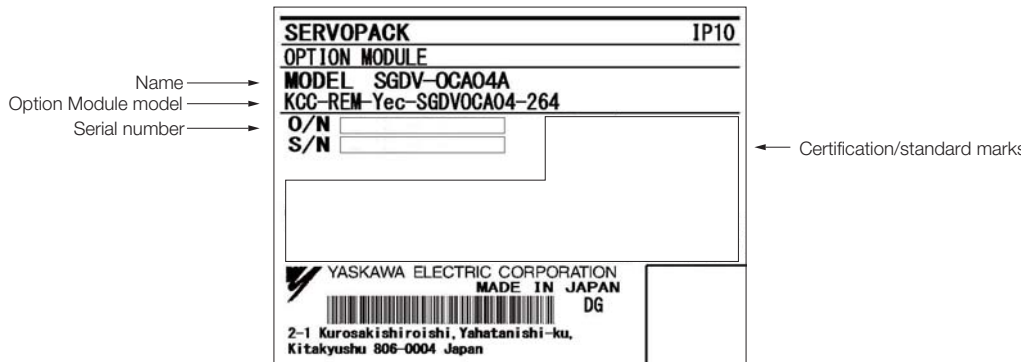 SERVOPACK IP10
OPTION MODULE
Name
MODEL SGDV-OCA04A
Option Module model
KCC-REM-Yec-SGDVOCA04-264
Serial number
O/N
S/N
Certification/standard marks
YASKAWA ELECTRIC CORPORATION
MADE IN JAPAN
DG
2-1 Kurosakishiroishi, Yahatanishi-ku,
Kitakyushu 806-0004 Japan